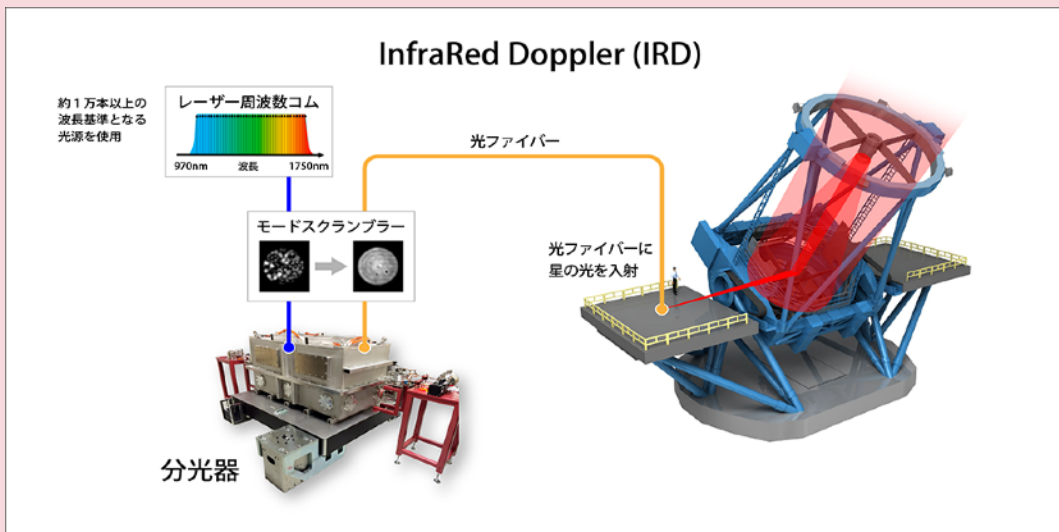 InfraRed Doppler (IRD)
約１万本以上の
波長基準となる
光源を使用
レーザー周波数コム
970nm 波長 1750nm
光ファイバー
モードスクランブラー
光ファイバーに
星の光を入射
分光器